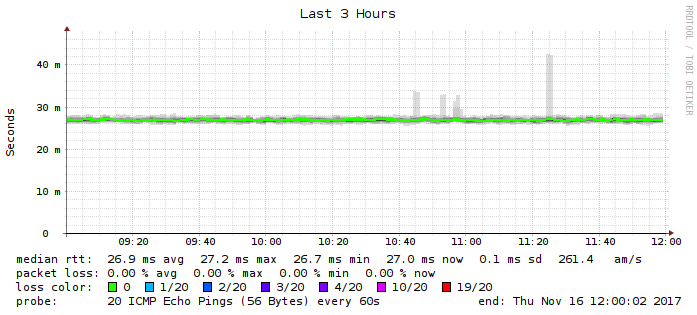 Last 3 Hours
RRDTOOL / TOBI OETIKER
Seconds
40 m
30 m
20 m
10 m
0
09:20 09:40 10:00 10:20 10:40 11:00 11:20 11:40 12:00
median rtt: 26.9 ms avg 27.2 ms max 26.7 ms min 27.0 ms now 0.1 ms sd 261.4 am/s
packet loss: 0.00 % avg 0.00 % max 0.00 % min 0.00 % now
loss color: 0 1/20 2/20 3/20 4/20 10/20 19/20
probe: 20 ICMP Echo Pings (56 Bytes) every 60s end: Thu Nov 16 12:00:02 2017